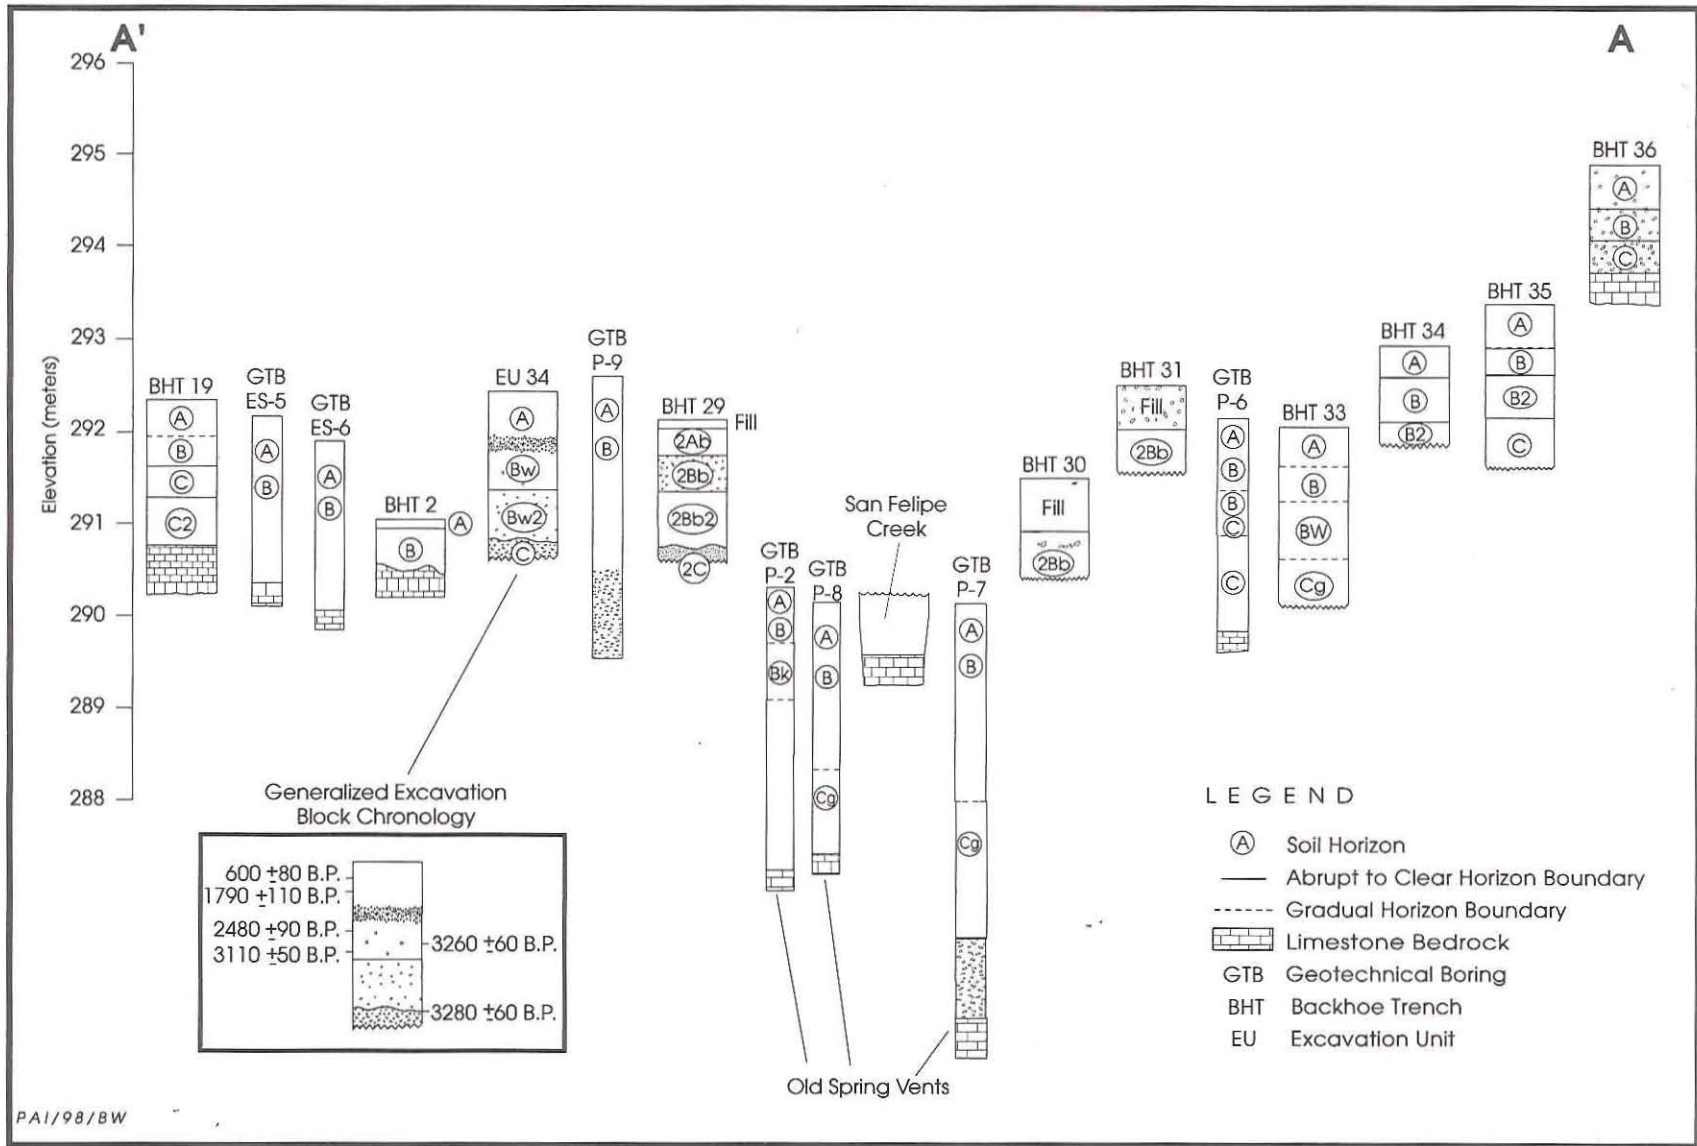 A'
A
296
295
294
293
292
291
290
289
288
Elevation (meters)
BHT 19
A
B
C
C2
GTB
ES-5
A
B
GTB
ES-6
A
B
BHT 2
A
B
EU 34
A
Bw
Bw2
C
GTB
P-9
A
B
BHT 29
Fill
2Ab
2Bb
2Bb2
2C
GTB
P-2
A
B
Bk
GTB
P-8
A
B
Cg
San Felipe
Creek
GTB
P-7
A
B
Cg
BHT 30
Fill
2Bb
BHT 31
Fill
2Bb
GTB
P-6
A
B
B
C
C
BHT 33
A
B
BW
Cg
BHT 34
A
B
B2
BHT 35
A
B
B2
C
BHT 36
A
B
C
Generalized Excavation
Block Chronology
600 ±80 B.P.
1790 ±110 B.P.
2480 ±90 B.P.
3110 ±50 B.P.
3260 ±60 B.P.
3280 ±60 B.P.
Old Spring Vents
LEGEND
A Soil Horizon
Abrupt to Clear Horizon Boundary
Gradual Horizon Boundary
Limestone Bedrock
GTB Geotechnical Boring
BHT Backhoe Trench
EU Excavation Unit
PAI/98/BW